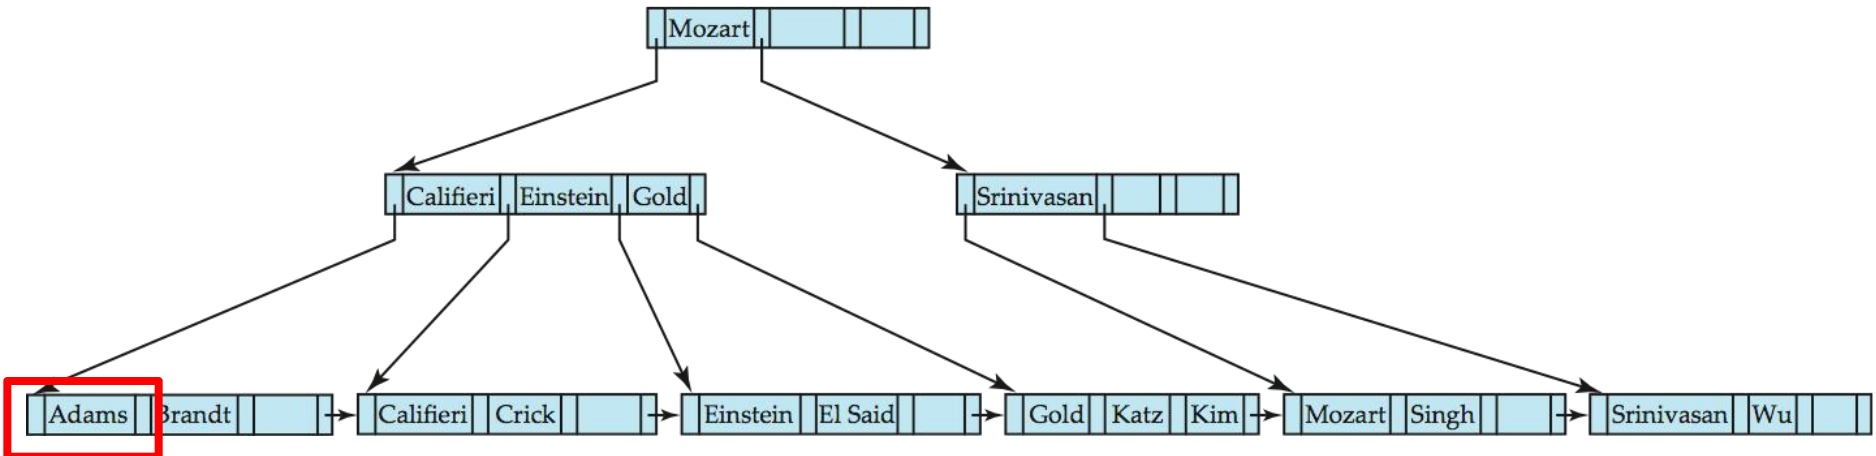 Mozart
Califieri Einstein Gold Srinivasan
Adams Brandt Califieri Crick Einstein El Said Gold Katz Kim Mozart Singh Srinivasan Wu